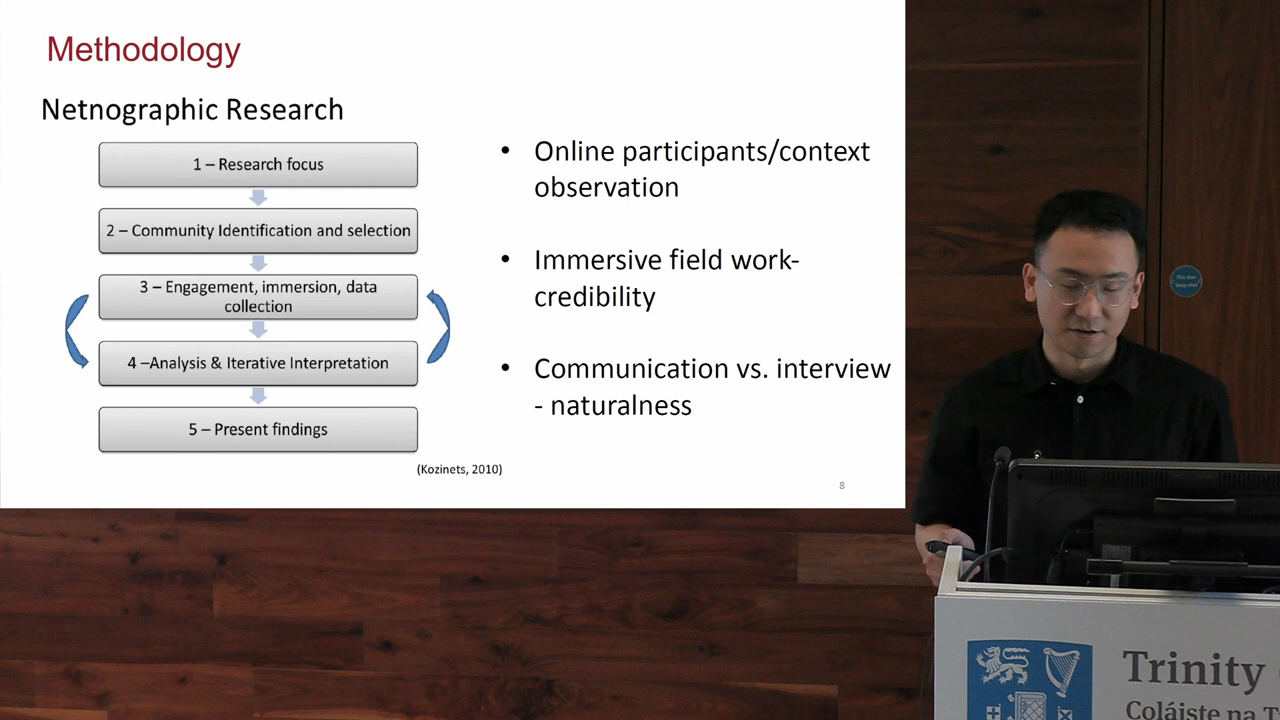 Methodology
Netnographic Research
1 – Research focus
2 – Community Identification and selection
3 – Engagement, immersion, data
collection
4 –Analysis & Iterative Interpretation
5 – Present findings
(Kozinets, 2010)
• Online participants/context
observation
• Immersive field work-
credibility
• Communication vs. interview
- naturalness
8
Trinity
Coláiste na T